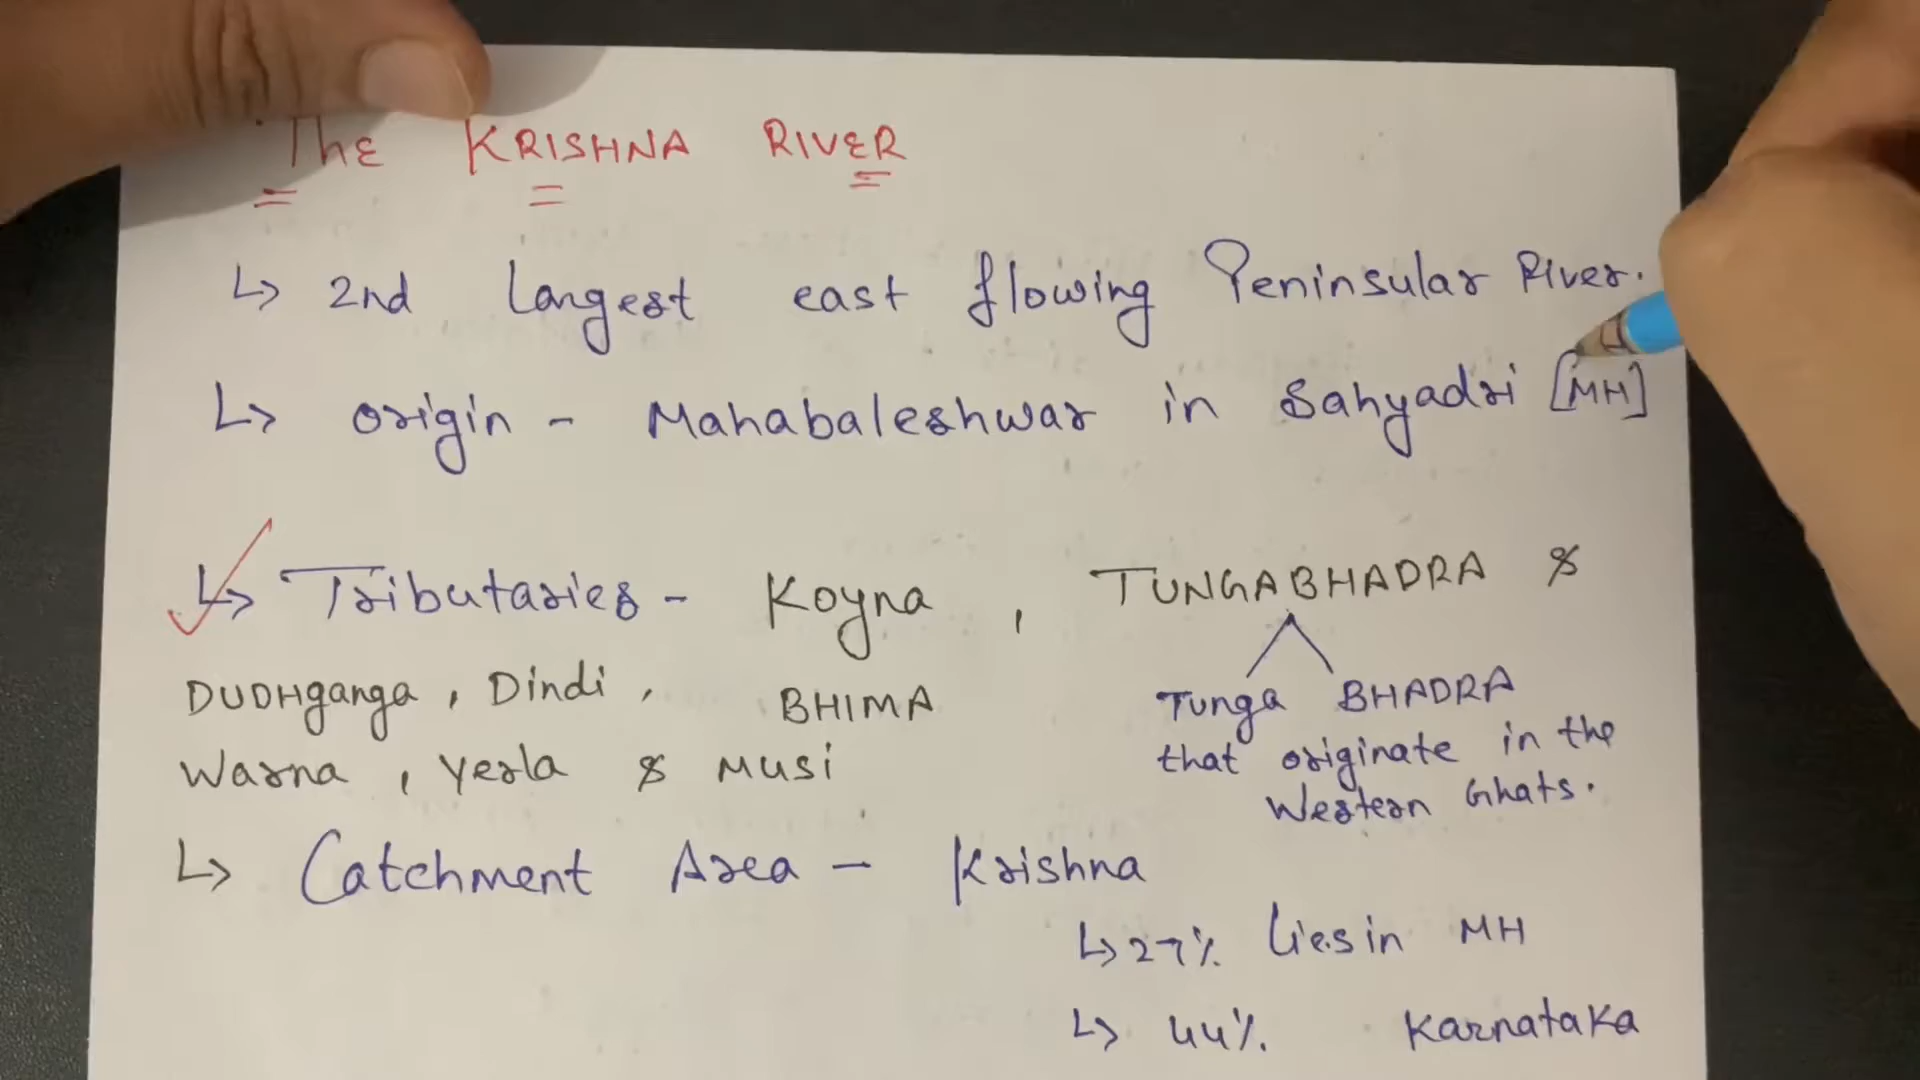 The KRISHNA RIVER
↳ 2nd largest east flowing Peninsular River.
↳ origin - Mahabaleshwar in Sahyadri [MH]
↳ Tributaries - Koyna , TUNGABHADRA &
Tunga BHADRA
that originate in the
Western Ghats.
DUDHganga , Dindi , BHIMA
Warna , Yerla & MUSI
↳ Catchment Area - Krishna
↳ 27% Lies in MH
↳ 44% Karnataka